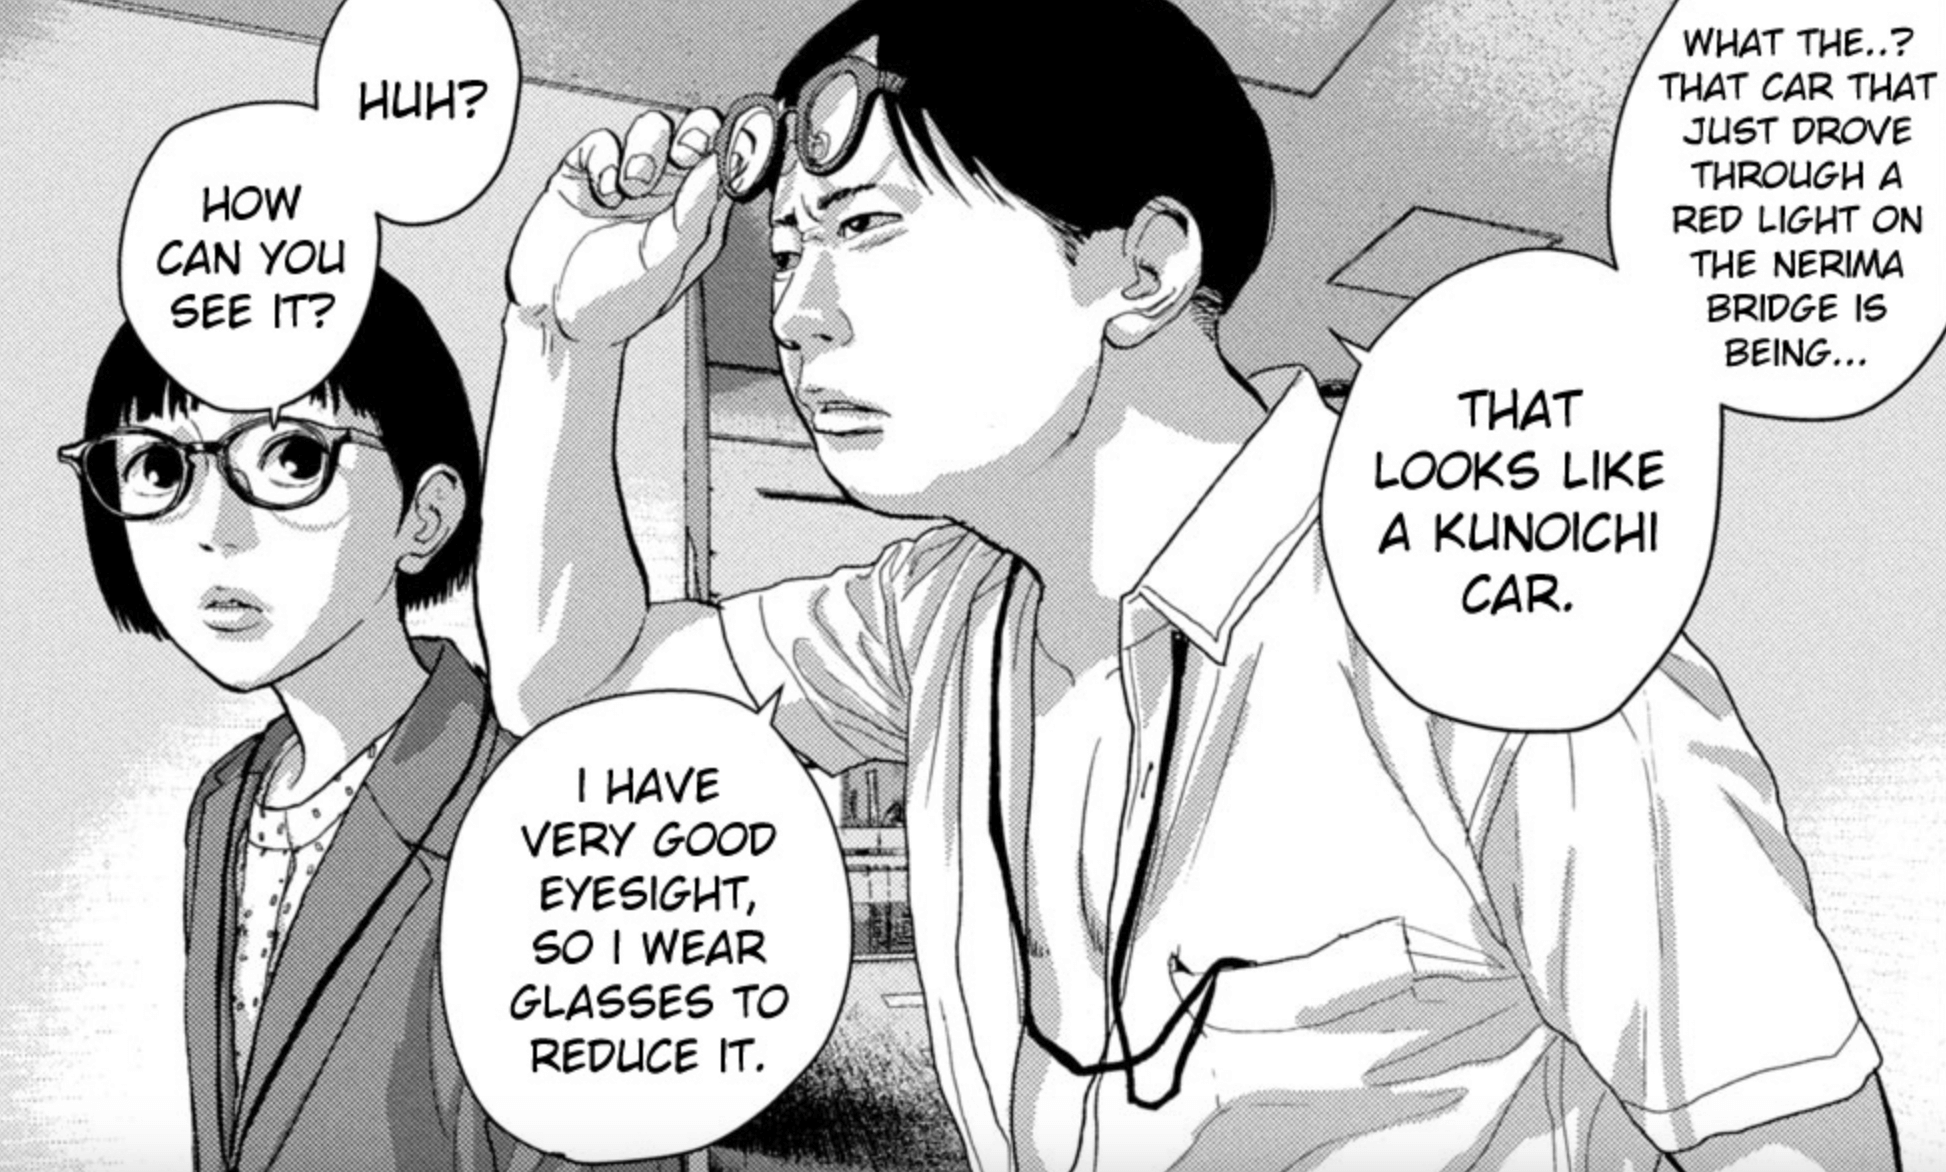 WHAT THE..?
THAT CAR THAT
JUST DROVE
THROUGH A
RED LIGHT ON
THE NERIMA
BRIDGE IS
BEING...
THAT
LOOKS LIKE
A KUNOICHI
CAR.
HUH?
HOW
CAN YOU
SEE IT?
I HAVE
VERY GOOD
EYESIGHT,
SO I WEAR
GLASSES TO
REDUCE IT.